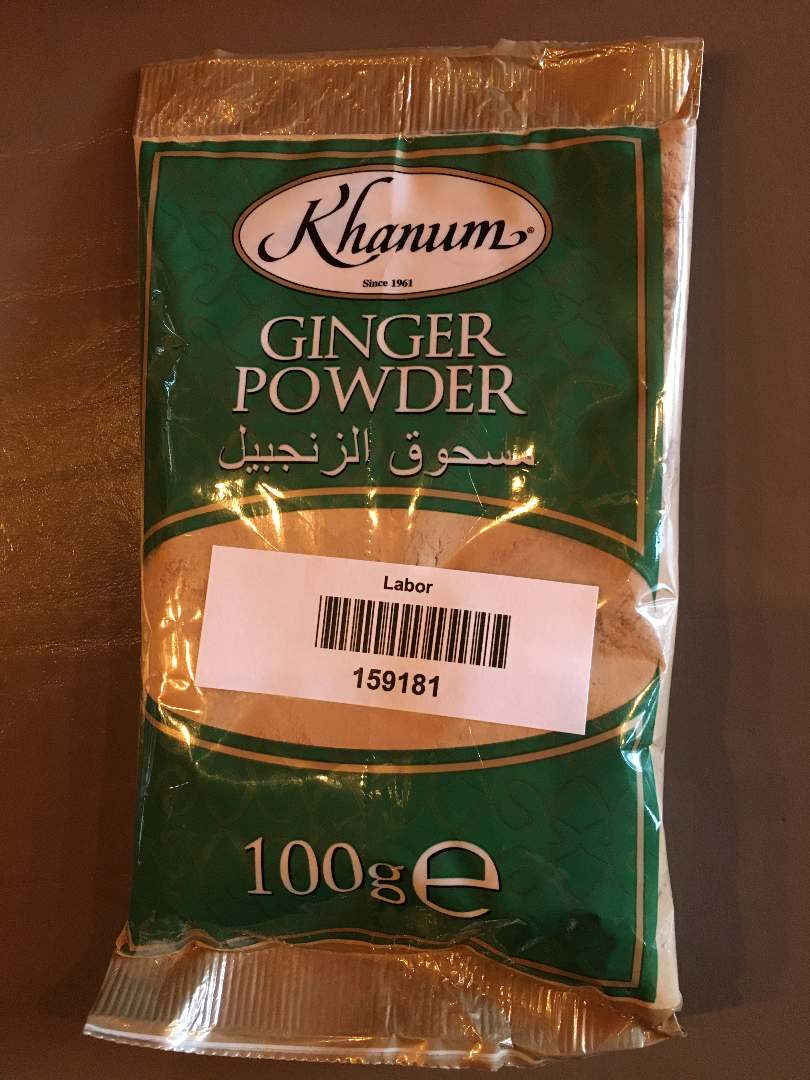 Khanum®
Since 1961
GINGER
POWDER
مسحوق الزنجبيل
Labor
159181
100g℮